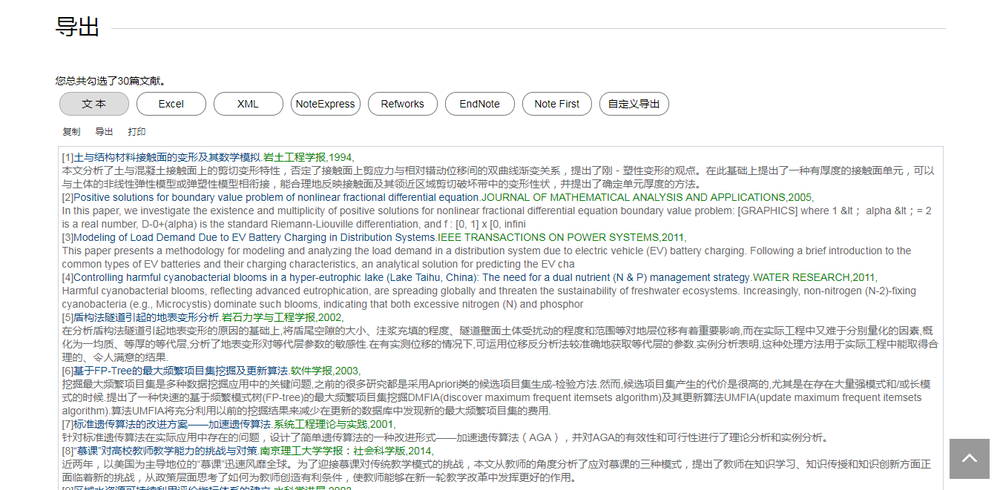 导出
您总共勾选了30篇文献。
文 本 Excel XML NoteExpress Refworks EndNote Note First 自定义导出
复制 导出 打印
[1]土与结构材料接触面的变形及其数学模拟.岩土工程学报,1994,
本文分析了土与混凝土接触面上的剪切变形特性，否定了接触面上剪应力与相对错动位移间的双曲线渐变关系，提出了刚－塑性变形的观点。在此基础上提出了一种有厚度的接触面单元，可以
与土体的非线性弹性模型或弹塑性模型相衔接，能合理地反映接触面及其领近区域剪切破坏带中的变形性状，并提出了确定单元厚度的方法。
[2]Positive solutions for boundary value problem of nonlinear fractional differential equation.JOURNAL OF MATHEMATICAL ANALYSIS AND APPLICATIONS,2005,
In this paper, we investigate the existence and multiplicity of positive solutions for nonlinear fractional differential equation boundary value problem: [GRAPHICS] where 1 &lt； alpha &lt；= 2
is a real number, D-0+(alpha) is the standard Riemann-Liouville differentiation, and f : [0, 1] x [0, infini
[3]Modeling of Load Demand Due to EV Battery Charging in Distribution Systems.IEEE TRANSACTIONS ON POWER SYSTEMS,2011,
This paper presents a methodology for modeling and analyzing the load demand in a distribution system due to electric vehicle (EV) battery charging. Following a brief introduction to the
common types of EV batteries and their charging characteristics, an analytical solution for predicting the EV cha
[4]Controlling harmful cyanobacterial blooms in a hyper-eutrophic lake (Lake Taihu, China): The need for a dual nutrient (N & P) management strategy.WATER RESEARCH,2011,
Harmful cyanobacterial blooms, reflecting advanced eutrophication, are spreading globally and threaten the sustainability of freshwater ecosystems. Increasingly, non-nitrogen (N-2)-fixing
cyanobacteria (e.g., Microcystis) dominate such blooms, indicating that both excessive nitrogen (N) and phosphor
[5]盾构法隧道引起的地表变形分析.岩石力学与工程学报,2002,
在分析盾构法隧道引起地表变形的原因的基础上,将盾尾空隙的大小、注浆充填的程度、隧道壁面土体受扰动的程度和范围等对地层位移有着重要影响,而在实际工程中又难于分别量化的因素,概
化为一均质、等厚的等代层,分析了地表变形对等代层参数的敏感性.在有实测位移的情况下,可运用位移反分析法较准确地获取等代层的参数.实例分析表明,这种处理方法用于实际工程中能取得合
理的、令人满意的结果.
[6]基于FP-Tree的最大频繁项目集挖掘及更新算法.软件学报,2003,
挖掘最大频繁项目集是多种数据挖掘应用中的关键问题,之前的很多研究都是采用Apriori类的候选项目集生成-检验方法.然而,候选项目集产生的代价是很高的,尤其是在存在大量强模式和/或长模
式的时候.提出了一种快速的基于频繁模式树(FP-tree)的最大频繁项目集挖掘DMFIA(discover maximum frequent itemsets algorithm)及其更新算法UMFIA(update maximum frequent itemsets
algorithm).算法UMFIA将充分利用以前的挖掘结果来减少在更新的数据库中发现新的最大频繁项目集的费用.
[7]标准遗传算法的改进方案——加速遗传算法.系统工程理论与实践,2001,
针对标准遗传算法在实际应用中存在的问题，设计了简单遗传算法的一种改进形式——加速遗传算法（AGA），并对AGA的有效性和可行性进行了理论分析和实例分析。
[8]“慕课”对高校教师教学能力的挑战与对策.南京理工大学学报：社会科学版,2014,
近两年，以美国为主导地位的“慕课”迅速风靡全球。为了迎接慕课对传统教学模式的挑战，本文从教师的角度分析了应对慕课的三种模式，提出了教师在知识学习、知识传授和知识创新方面正
面临着新的挑战，从政策层面思考了如何为教师创造有利条件，使教师能够在新一轮教学改革中发挥更好的作用。
[9]区域水资源可持续利用评价指标体系的建立.水科学进展,2003,